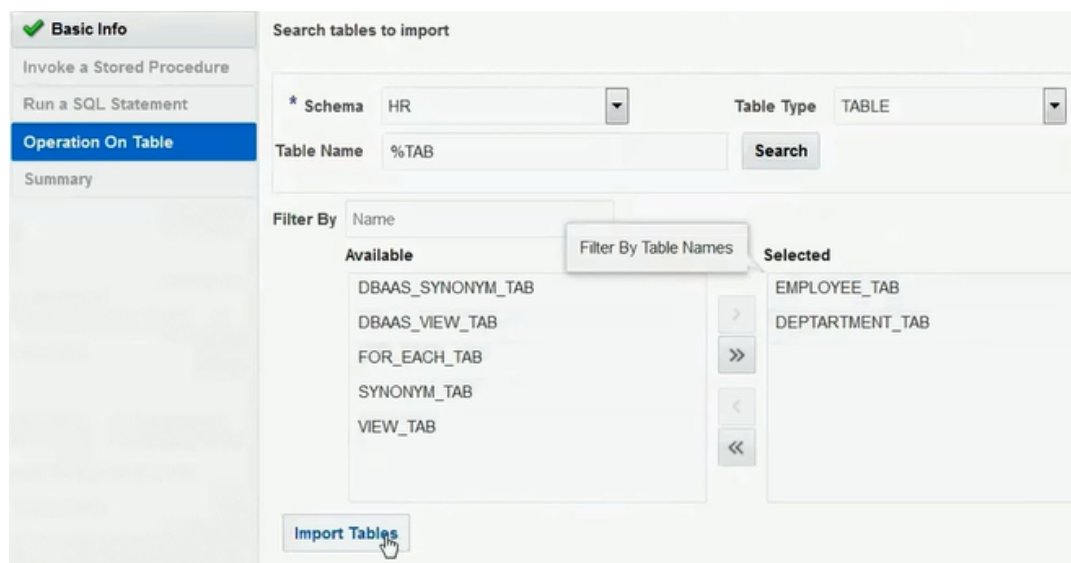 Basic Info
Invoke a Stored Procedure
Run a SQL Statement
Operation On Table
Summary
Search tables to import
* Schema HR Table Type TABLE
Table Name %TAB Search
Filter By Name
Filter By Table Names
Available Selected
DBAAS_SYNONYM_TAB
DBAAS_VIEW_TAB
FOR_EACH_TAB
SYNONYM_TAB
VIEW_TAB
>
»
<
«
EMPLOYEE_TAB
DEPTARTMENT_TAB
Import Tables